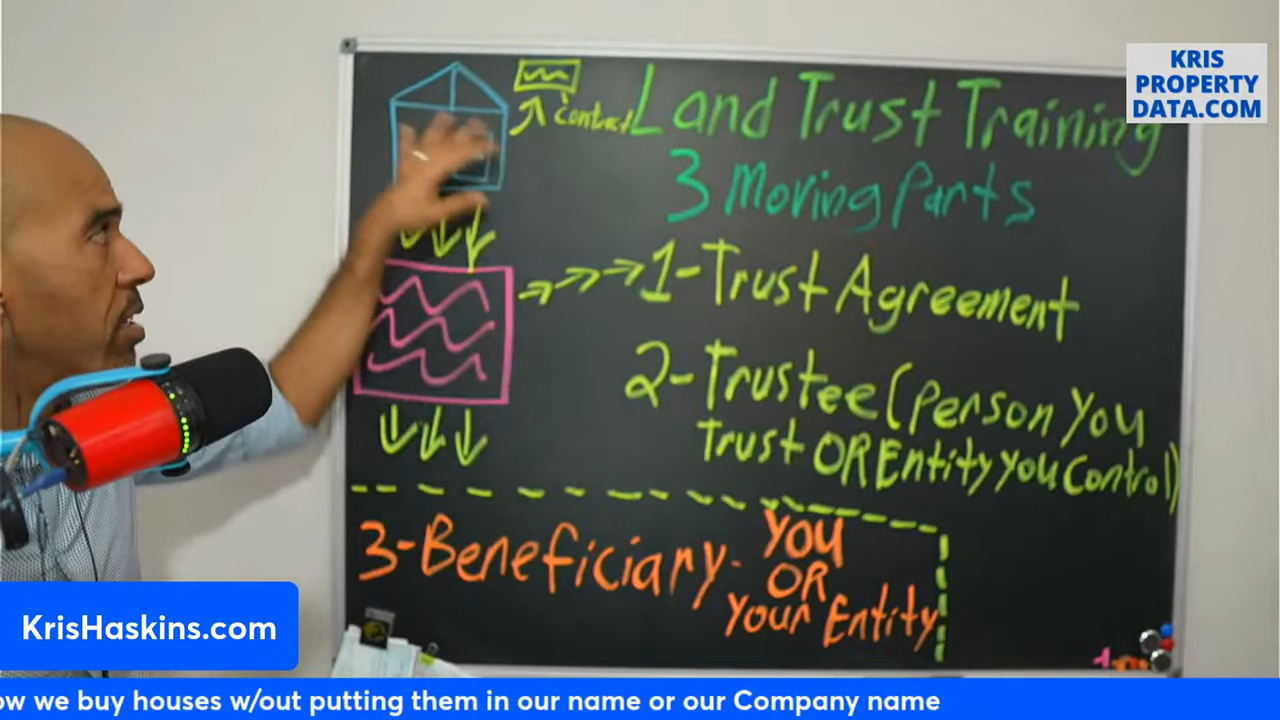 KRIS
PROPERTY
DATA.COM
contract
Land Trust Training
3 Moving Parts
1-Trust Agreement
2-Trustee (Person You
Trust OR Entity You Control)
3-Beneficiary-
You
OR
Your Entity
KrisHaskins.com
ow we buy houses w/out putting them in our name or our Company name